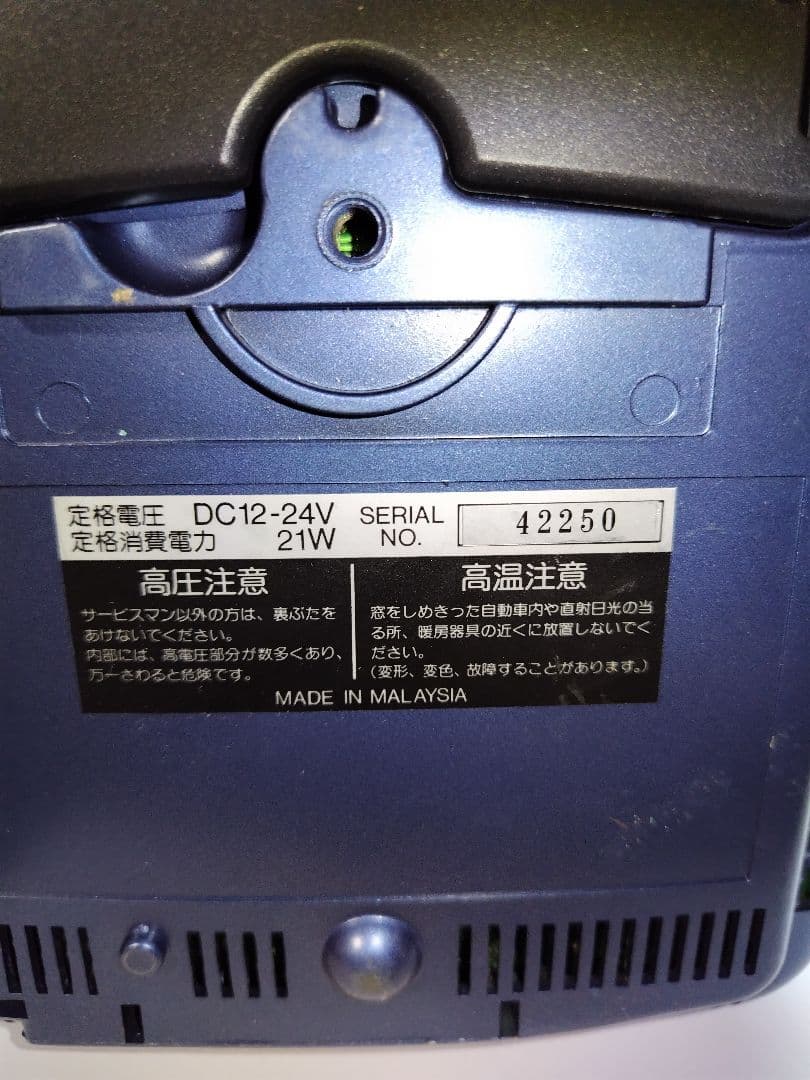 定格電圧 DC12-24V
定格消費電力 21W
SERIAL
NO.
42250
高圧注意
サービスマン以外の方は、裏ぶたを
あけないでください。
内部には、高電圧部分が数多くあり、
万一さわると危険です。
高温注意
窓をしめきった自動車内や直射日光の当
る所、暖房器具の近くに放置しないでく
ださい。
(変形、変色、故障することがあります。)
MADE IN MALAYSIA